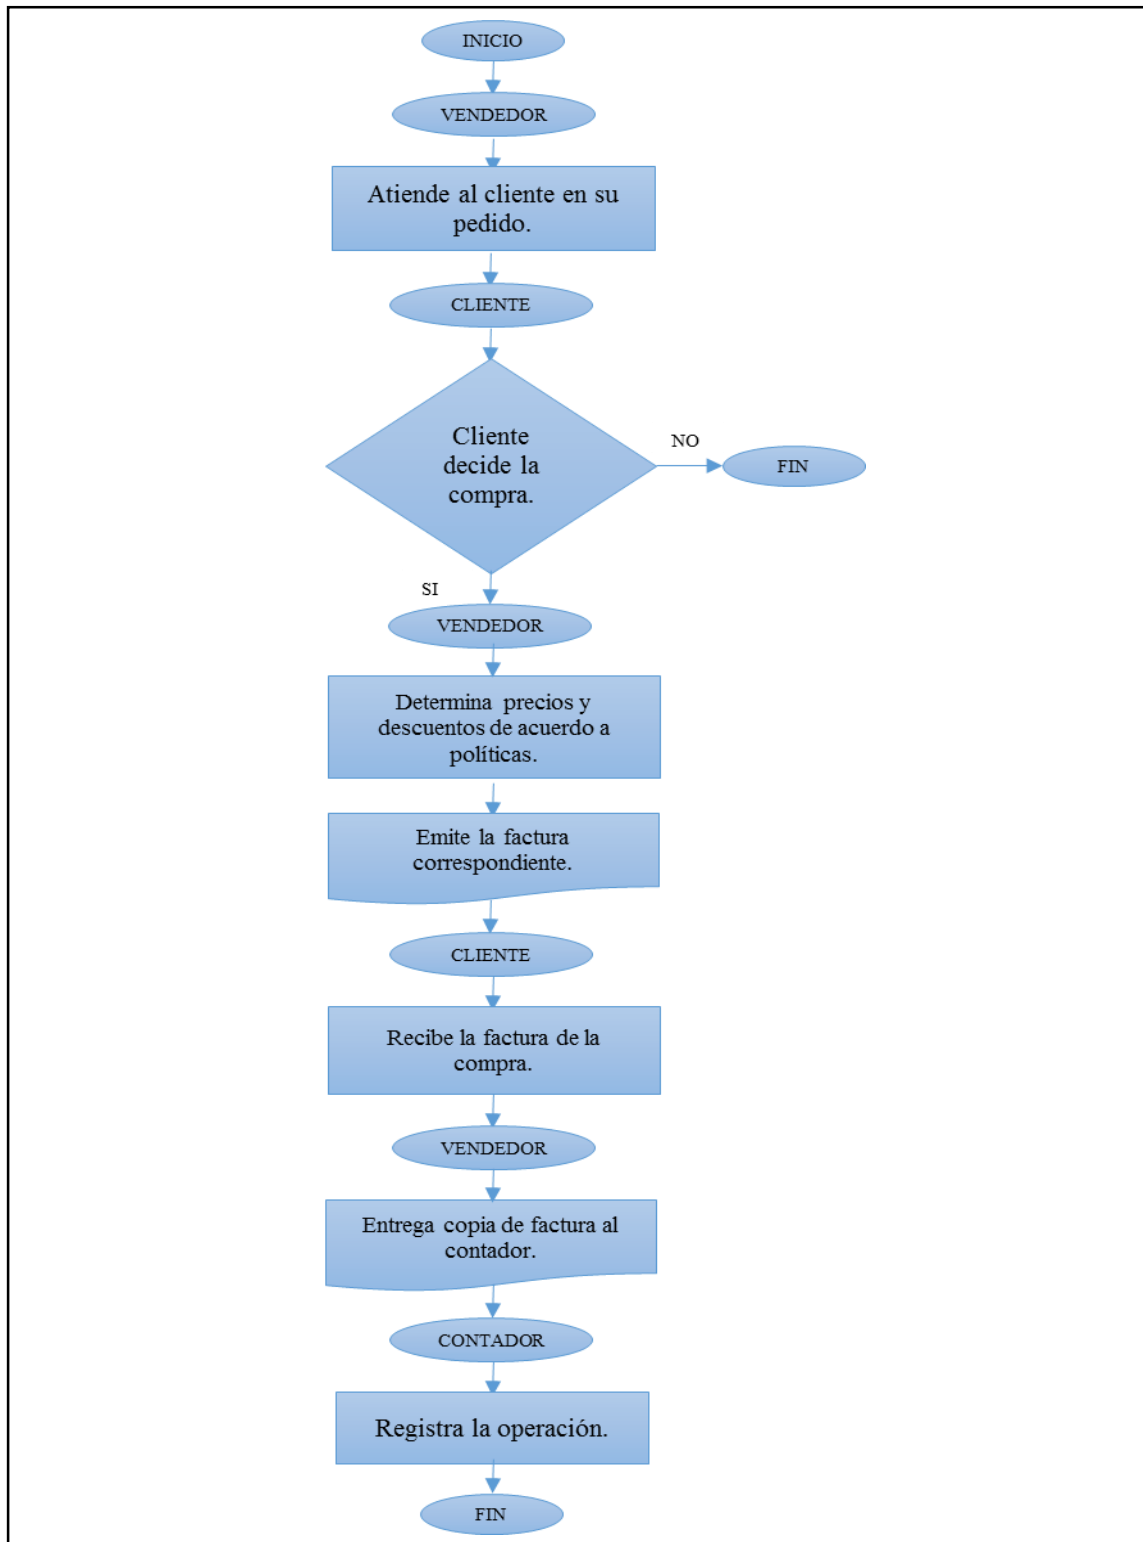 INICIO
VENDEDOR
Atiende al cliente en su
pedido.
CLIENTE
Cliente
decide la
compra.
NO
FIN
SI
VENDEDOR
Determina precios y
descuentos de acuerdo a
políticas.
Emite la factura
correspondiente.
CLIENTE
Recibe la factura de la
compra.
VENDEDOR
Entrega copia de factura al
contador.
CONTADOR
Registra la operación.
FIN